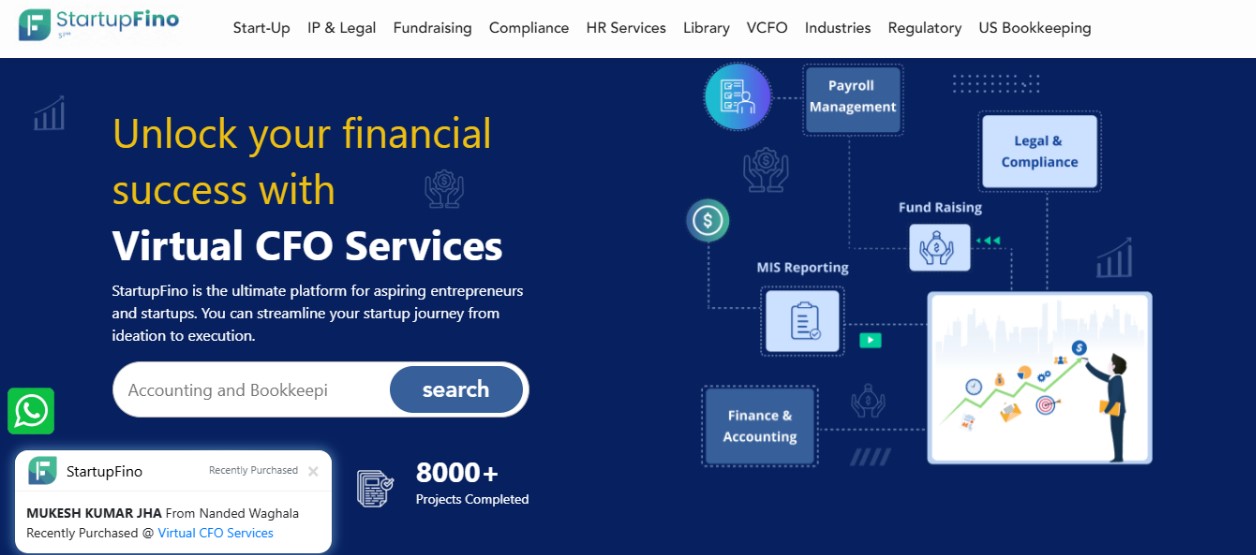 StartupFino
Start-Up IP & Legal Fundraising Compliance HR Services Library VCFO Industries Regulatory US Bookkeeping
Unlock your financial
success with
Virtual CFO Services
StartupFino is the ultimate platform for aspiring entrepreneurs
and startups. You can streamline your startup journey from
ideation to execution.
Accounting and Bookkeepi
search
StartupFino Recently Purchased
MUKESH KUMAR JHA From Nanded Waghala
Recently Purchased @ Virtual CFO Services
8000+
Projects Completed
Payroll
Management
Legal &
Compliance
Fund Raising
MIS Reporting
Finance &
Accounting